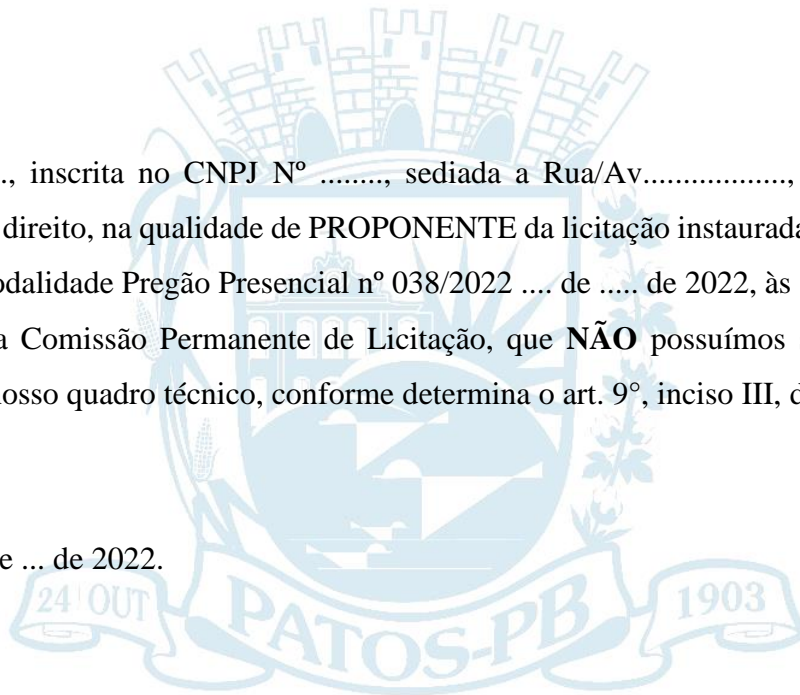 ., inscrita no CNPJ Nº ........, sediada a Rua/Av.................,
direito, na qualidade de PROPONENTE da licitação instaurada
odalidade Pregão Presencial nº 038/2022 .... de ..... de 2022, às
a Comissão Permanente de Licitação, que NÃO possuímos
osso quadro técnico, conforme determina o art. 9°, inciso III, d
e ... de 2022.
24 OUT
PATOS-PB
1903